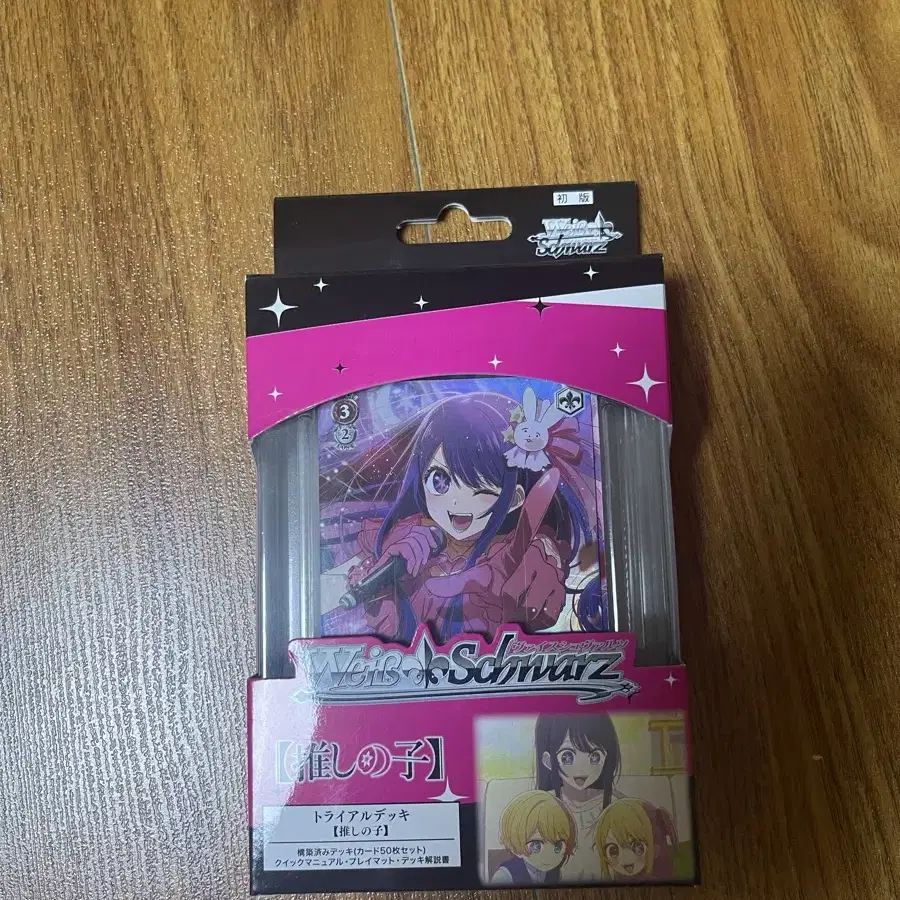 初版
Weiß Schwarz
3
2
ヴァイスシュヴァルツ
Weiß Schwarz
【推しの子】
トライアルデッキ
【推しの子】
構築済みデッキ(カード50枚セット)
クイックマニュアル・プレイマット・デッキ解説書